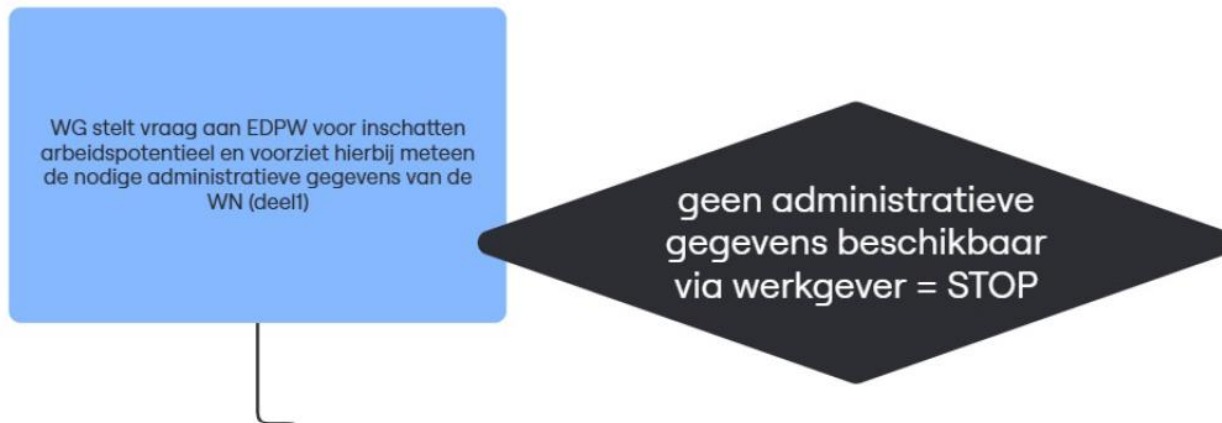 WG stelt vraag aan EDPW voor inschatten
arbeidspotentieel en voorziet hierbij meteen
de nodige administratieve gegevens van de
WN (deel1)
geen administratieve
gegevens beschikbaar
via werkgever = STOP